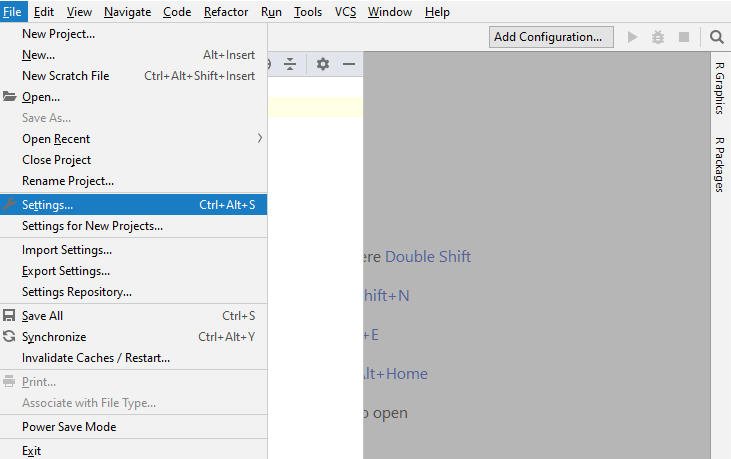 File Edit View Navigate Code Refactor Run Tools VCS Window Help
Add Configuration...
New Project...
New... Alt+Insert
New Scratch File Ctrl+Alt+Shift+Insert
Open...
Save As...
Open Recent
Close Project
Rename Project...
Settings... Ctrl+Alt+S
Settings for New Projects...
Import Settings...
Export Settings...
Settings Repository...
Save All Ctrl+S
Synchronize Ctrl+Alt+Y
Invalidate Caches / Restart...
Print...
Associate with File Type...
Power Save Mode
Exit
ere Double Shift
hift+N
+E
Alt+Home
o open
R Graphics
R Packages